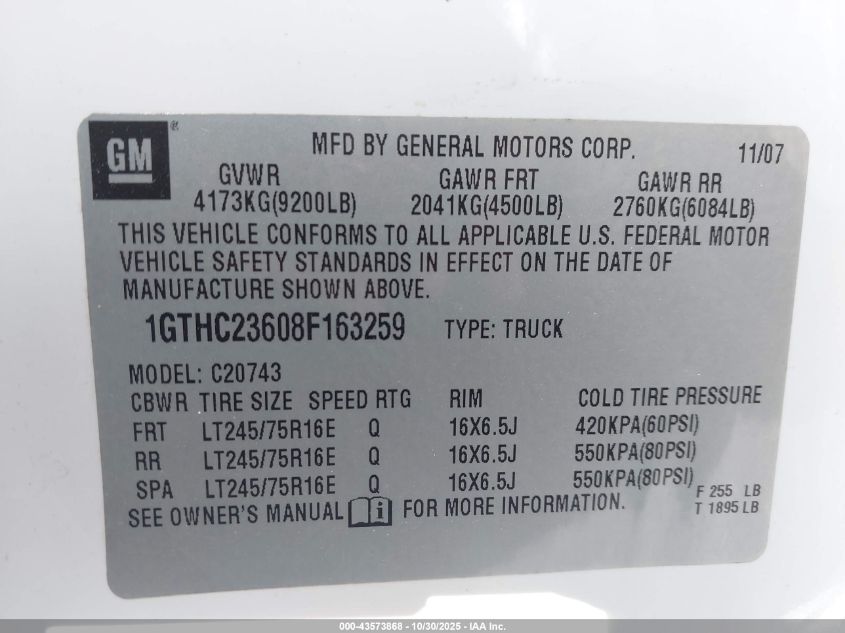 GM ®
MFD BY GENERAL MOTORS CORP. 11/07
GVWR GAWR FRT GAWR RR
4173KG(9200LB) 2041KG(4500LB) 2760KG(6084LB)
THIS VEHICLE CONFORMS TO ALL APPLICABLE U.S. FEDERAL MOTOR
VEHICLE SAFETY STANDARDS IN EFFECT ON THE DATE OF
MANUFACTURE SHOWN ABOVE.
1GTHC23608F163259 TYPE: TRUCK
MODEL: C20743
CBWR TIRE SIZE SPEED RTG RIM COLD TIRE PRESSURE
FRT LT245/75R16E Q 16X6.5J 420KPA(60PSI)
RR LT245/75R16E Q 16X6.5J 550KPA(80PSI)
SPA LT245/75R16E Q 16X6.5J 550KPA(80PSI) F 255 LB
SEE OWNER'S MANUAL i FOR MORE INFORMATION. T 1895 LB
000-43573868 - 10/30/2025 - IAA Inc.